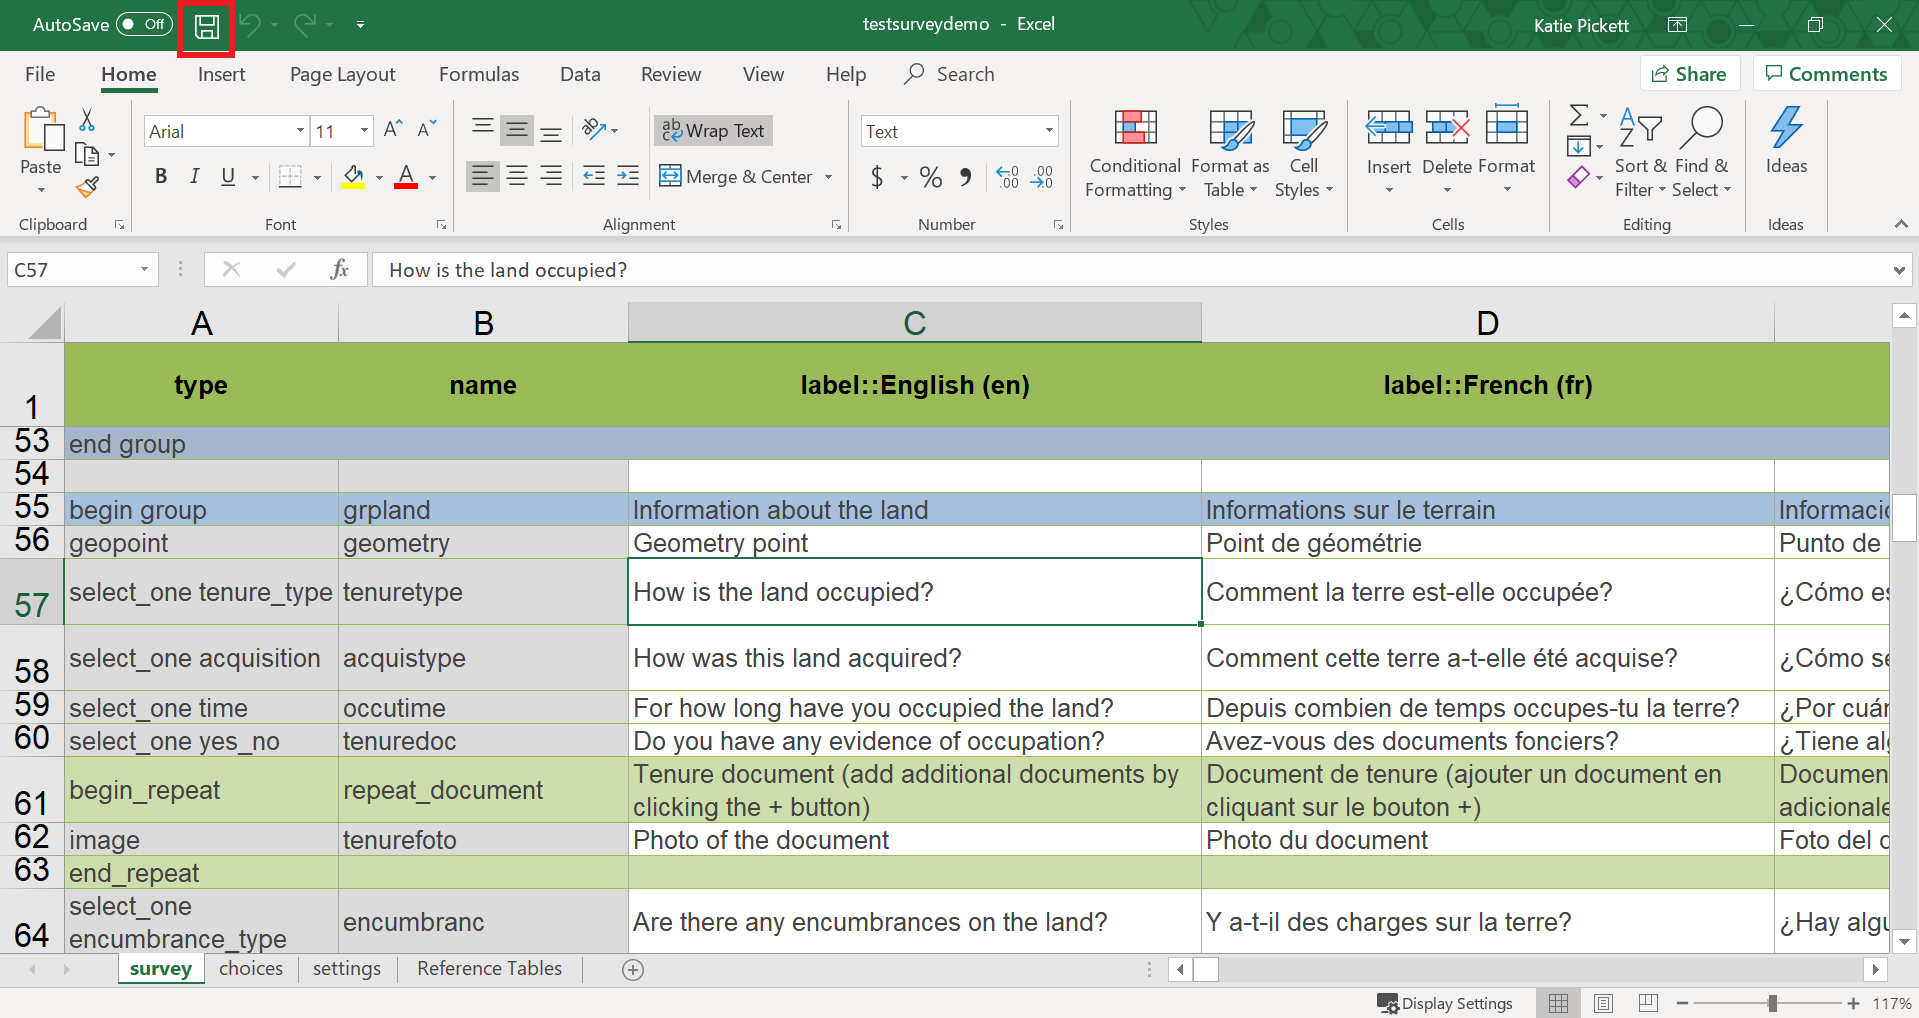 AutoSave Off testsurveydemo - Excel Katie Pickett
File Home Insert Page Layout Formulas Data Review View Help Search Share Comments
Paste
Clipboard
Arial 11
B I U A
Font
ab Wrap Text
Merge & Center
Alignment
Text
$ % , .00 .00
Number
Conditional Formatting
Format as Table
Cell Styles
Styles
Insert Delete Format
Cells
Sort & Filter
Find & Select
Editing
Ideas
Ideas
C57 fx How is the land occupied?
A B C D
1 type name label::English (en) label::French (fr)
53 end group
54
55 begin group grpland Information about the land Informations sur le terrain
56 geopoint geometry Geometry point Point de géométrie Punto de
57 select_one tenure_type tenuretype How is the land occupied? Comment la terre est-elle occupée? ¿Cómo
58 select_one acquisition acquistype How was this land acquired? Comment cette terre a-t-elle été acquise? ¿Cómo
59 select_one time occutime For how long have you occupied the land? Depuis combien de temps occupes-tu la terre? ¿Por
60 select_one yes_no tenuredoc Do you have any evidence of occupation? Avez-vous des documents fonciers? ¿Tiene
61 begin_repeat repeat_document Tenure document (add additional documents by clicking the + button) Document de tenure (ajouter un document en cliquant sur le bouton +)
62 image tenurefoto Photo of the document Photo du document Foto del
63 end_repeat
64 select_one encumbrance_type encumbranc Are there any encumbrances on the land? Y a-t-il des charges sur la terre? ¿Hay
survey choices settings Reference Tables
Display Settings 117%